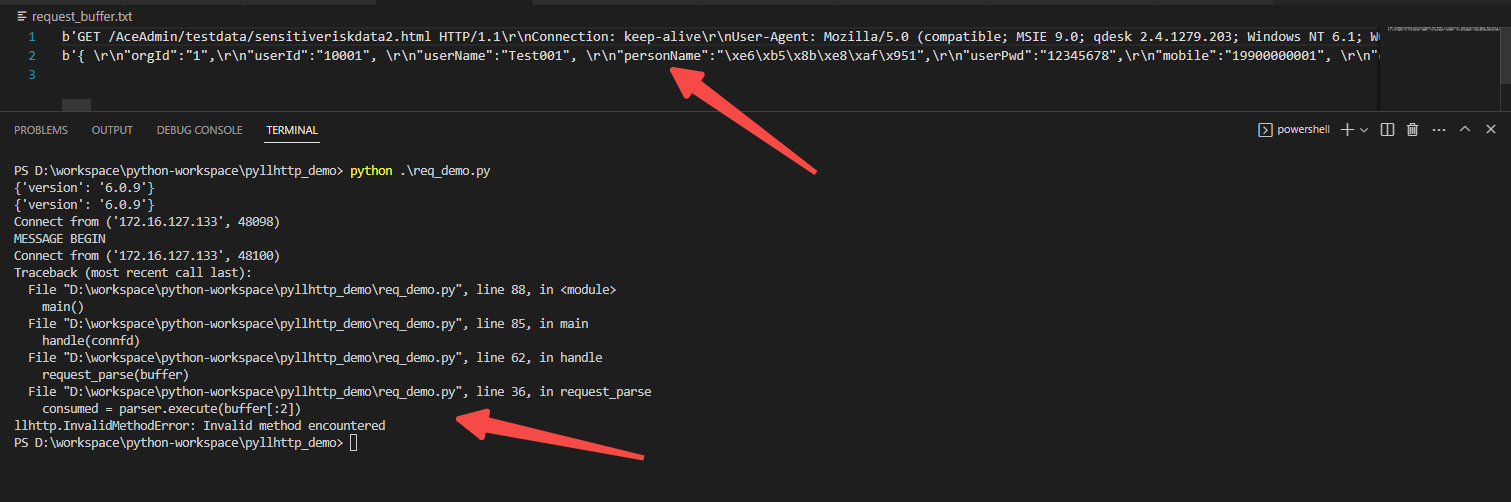 request_buffer.txt
1 b'GET /AceAdmin/testdata/sensitiveriskdata2.html HTTP/1.1\r\nConnection: keep-alive\r\nUser-Agent: Mozilla/5.0 (compatible; MSIE 9.0; qdesk 2.4.1279.203; Windows NT 6.1;
2 b'{ \r\n"orgId":"1",\r\n"userId":"10001", \r\n"userName":"Test001", \r\n"personName":"\xe6\xb5\x8b\xe8\xaf\x951",\r\n"userPwd":"12345678",\r\n"mobile":"19900000001", \r\n"
3
PROBLEMS OUTPUT DEBUG CONSOLE TERMINAL powershell
PS D:\workspace\python-workspace\pyllhttp_demo> python .\req_demo.py
{'version': '6.0.9'}
{'version': '6.0.9'}
Connect from ('172.16.127.133', 48098)
MESSAGE BEGIN
Connect from ('172.16.127.133', 48100)
Traceback (most recent call last):
File "D:\workspace\python-workspace\pyllhttp_demo\req_demo.py", line 88, in <module>
main()
File "D:\workspace\python-workspace\pyllhttp_demo\req_demo.py", line 85, in main
handle(connfd)
File "D:\workspace\python-workspace\pyllhttp_demo\req_demo.py", line 62, in handle
request_parse(buffer)
File "D:\workspace\python-workspace\pyllhttp_demo\req_demo.py", line 36, in request_parse
consumed = parser.execute(buffer[:2])
llhttp.InvalidMethodError: Invalid method encountered
PS D:\workspace\python-workspace\pyllhttp_demo>